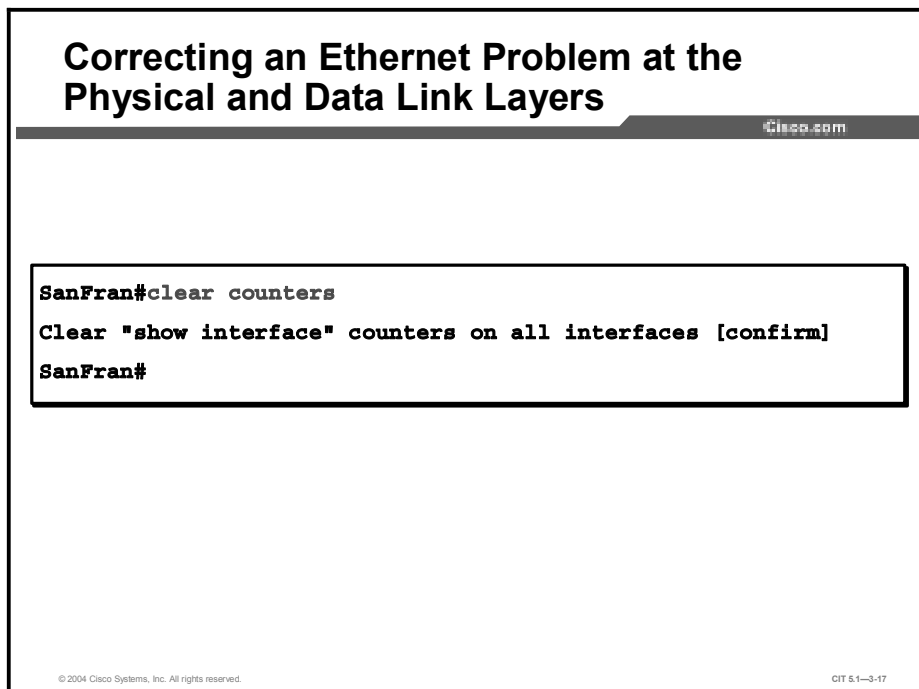 Correcting an Ethernet Problem at the
Physical and Data Link Layers
Cisco.com
SanFran#clear counters
Clear "show interface" counters on all interfaces [confirm]
SanFran#
© 2004 Cisco Systems, Inc. All rights reserved.
CIT 5.1—3-17